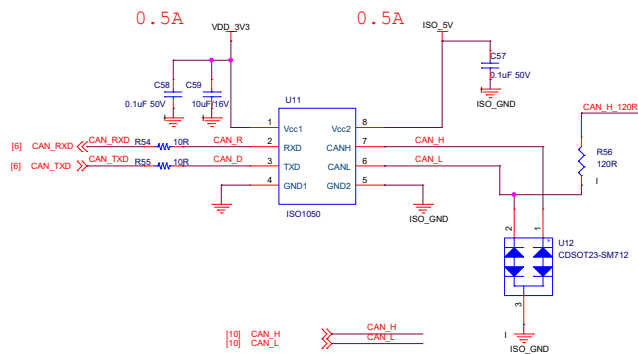 0.5A 0.5A
VDD_3V3 ISO_5V
C57
0.1uF 50V
ISO_GND
C58 C59
0.1uF 50V 10uF/16V
U11
CAN_H_120R
1 Vcc1 Vcc2 8
[6] CAN_RXD CAN_RXD R54 10R CAN_R 2 RXD CANH 7 CAN_H
[6] CAN_TXD CAN_TXD R55 10R CAN_D 3 TXD CANL 6 CAN_L
4 GND1 GND2 5
R56
120R
I
ISO1050
ISO_GND
2 1
U12
CDSOT23-SM712
3
[10] CAN_H CAN_H
[10] CAN_L CAN_L
I
ISO_GND